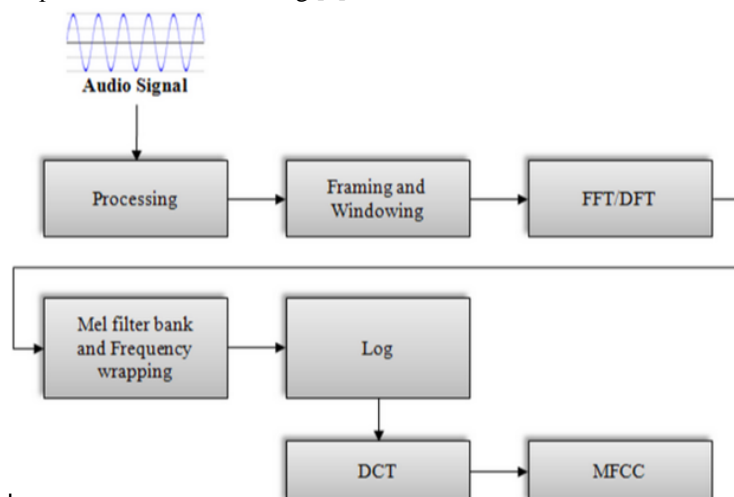 Audio Signal
Processing
Framing and
Windowing
FFT/DFT
Mel filter bank
and Frequency
wrapping
Log
DCT
MFCC